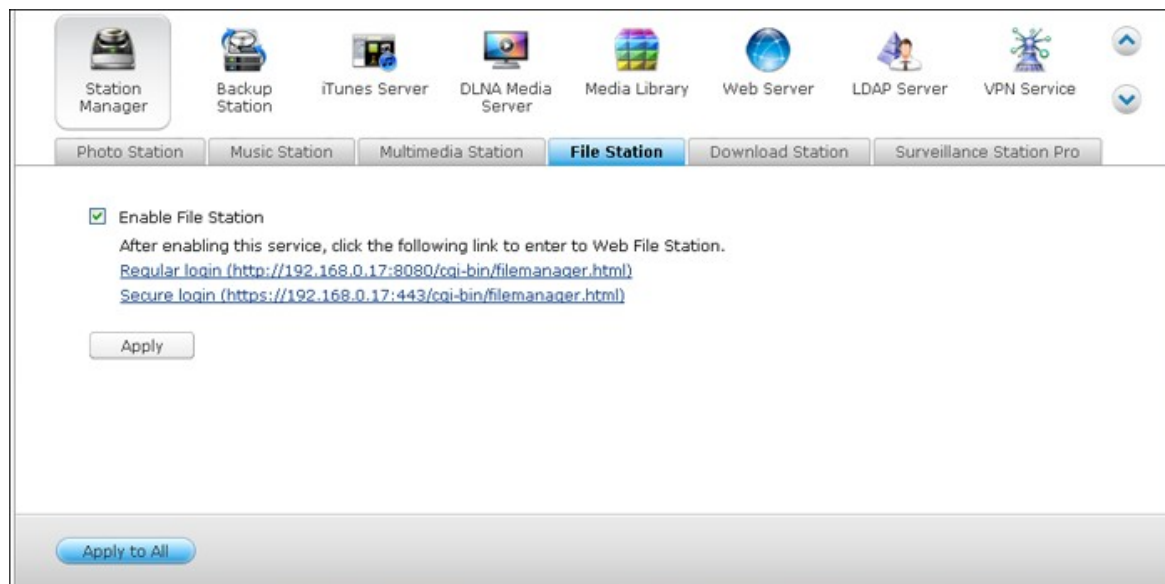 Station Manager
Backup Station
iTunes Server
DLNA Media Server
Media Library
Web Server
LDAP Server
VPN Service
Photo Station
Music Station
Multimedia Station
File Station
Download Station
Surveillance Station Pro
Enable File Station
After enabling this service, click the following link to enter to Web File Station.
Regular login (http://192.168.0.17:8080/cgi-bin/filemanager.html)
Secure login (https://192.168.0.17:443/cgi-bin/filemanager.html)
Apply
Apply to All